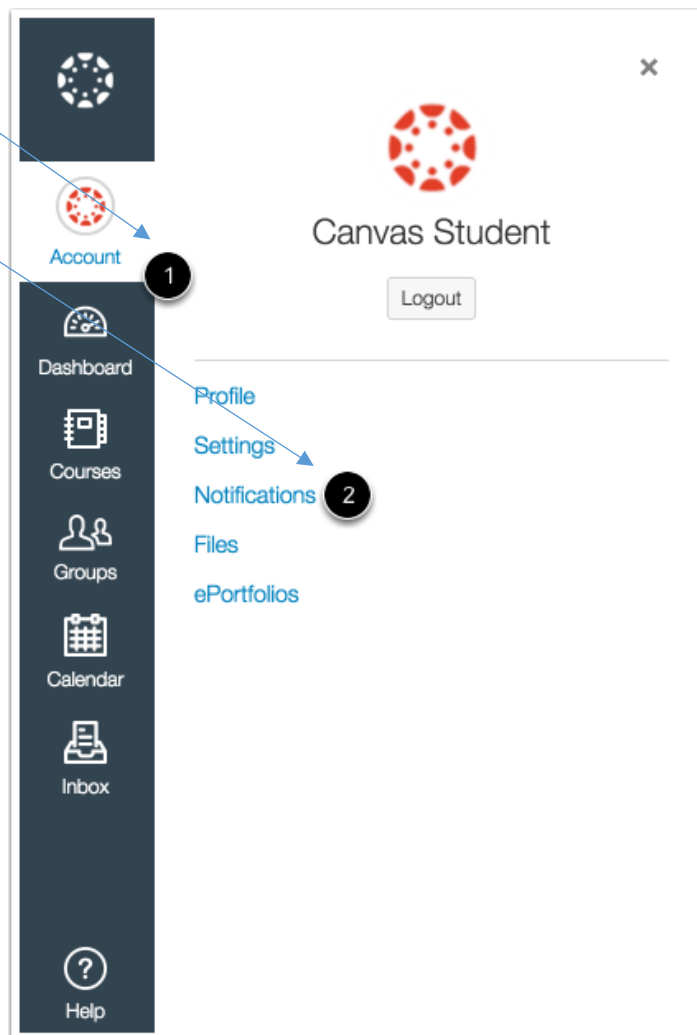 Account
1
Dashboard
Courses
Groups
Calendar
Inbox
Help
×
Canvas Student
Logout
Profile
Settings
Notifications 2
Files
ePortfolios